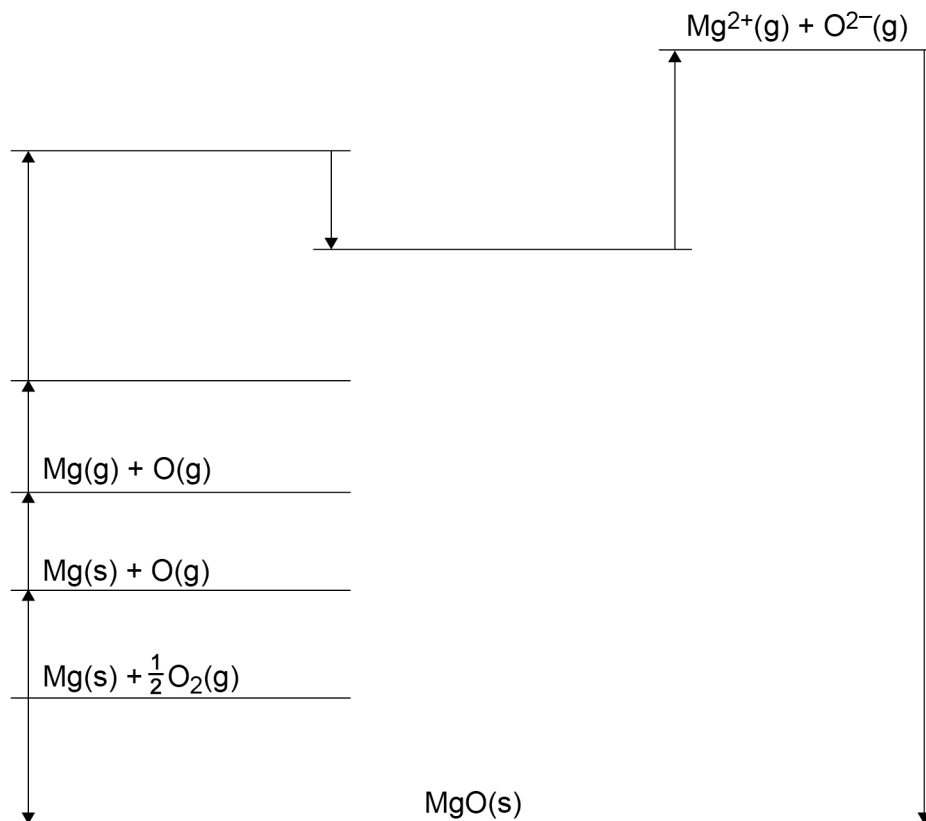 Mg²⁺(g) + O²⁻(g)
Mg(g) + O(g)
Mg(s) + O(g)
Mg(s) + ½O₂(g)
MgO(s)